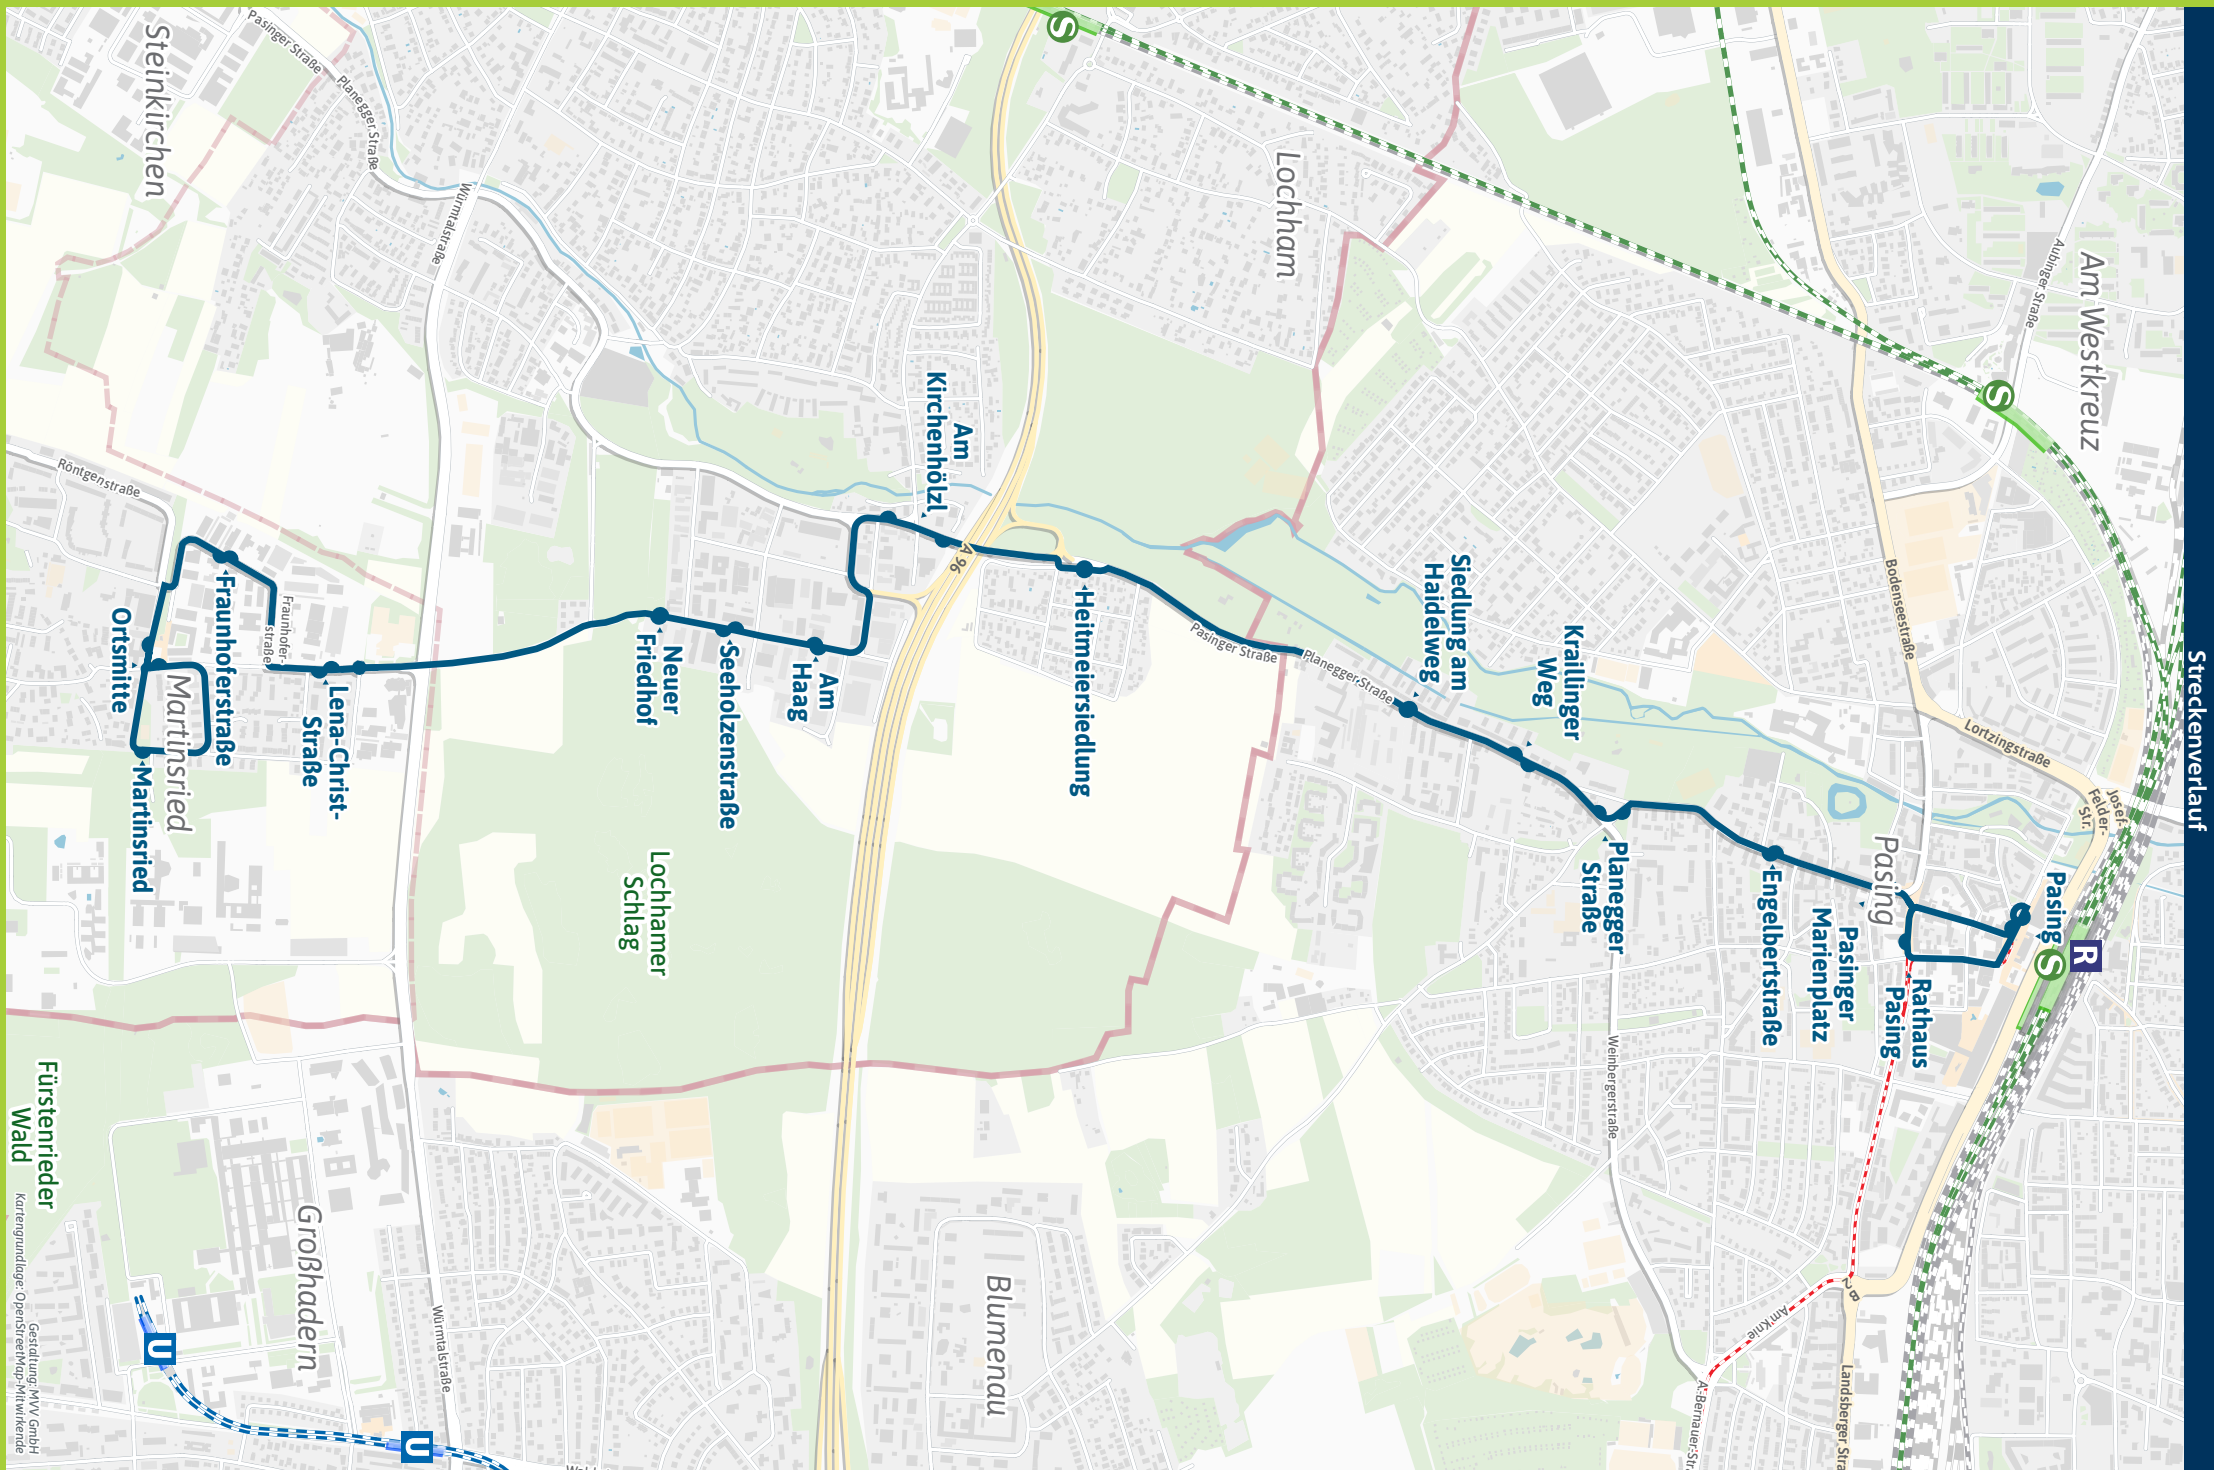 Streckenverlauf
Am Westkreuz
Aubinger Straße
Josef-
Felder-
Str.
Lortzingstraße
Bodenseestraße
S
R
S
Pasing
Pasing
Rathaus
Pasing
Pasinger
Marienplatz
Engelbertstraße
Planegger
Straße
Kraillinger
Weg
Siedlung am
Haidelweg
Planegger Straße
Pasinger Straße
Weinbergerstraße
B 2
Am Knie
Landsberger Stra
A.-Bernauer-Str.
S
Lochham
Heitmeiersiedlung
A 96
Am
Kirchenhölzl
Am
Haag
Seeholzenstraße
Neuer
Friedhof
Lochhamer
Schlag
Blumenau
Würmtalstraße
Planegger Straße
Pasinger Straße
Steinkirchen
Lena-Christ-
Straße
Fraunhofer-
straße
Fraunhoferstraße
Röntgenstraße
Martinsried
Martinsried
Ortsmitte
Würmtalstraße
Großhadern
U
U
Fürstenrieder
Wald
Gestaltung: MVV GmbH
Kartengrundlage: OpenStreetMap-Mitwirkende